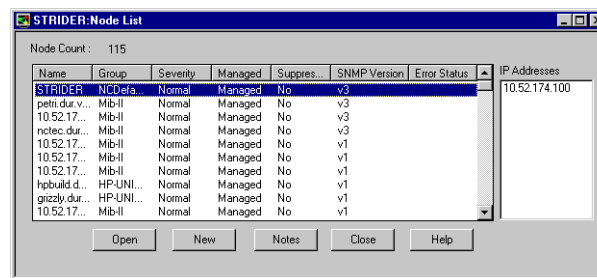 STRIDER:Node List
Node Count : 115
Name Group Severity Managed Suppres... SNMP Version Error Status IP Addresses
STRIDER NCDefa... Normal Managed No v3 10.52.174.100
petri.dur.v... Mib-II Normal Managed No v3
10.52.17... Mib-II Normal Managed No v3
nctec.dur... Mib-II Normal Managed No v3
10.52.17... Mib-II Normal Managed No v1
10.52.17... Mib-II Normal Managed No v1
10.52.17... Mib-II Normal Managed No v1
hpbuild.d... HP-UNI... Normal Managed No v1
grizzly.dur... HP-UNI... Normal Managed No v1
10.52.17... Mib-II Normal Managed No v1
Open New Notes Close Help